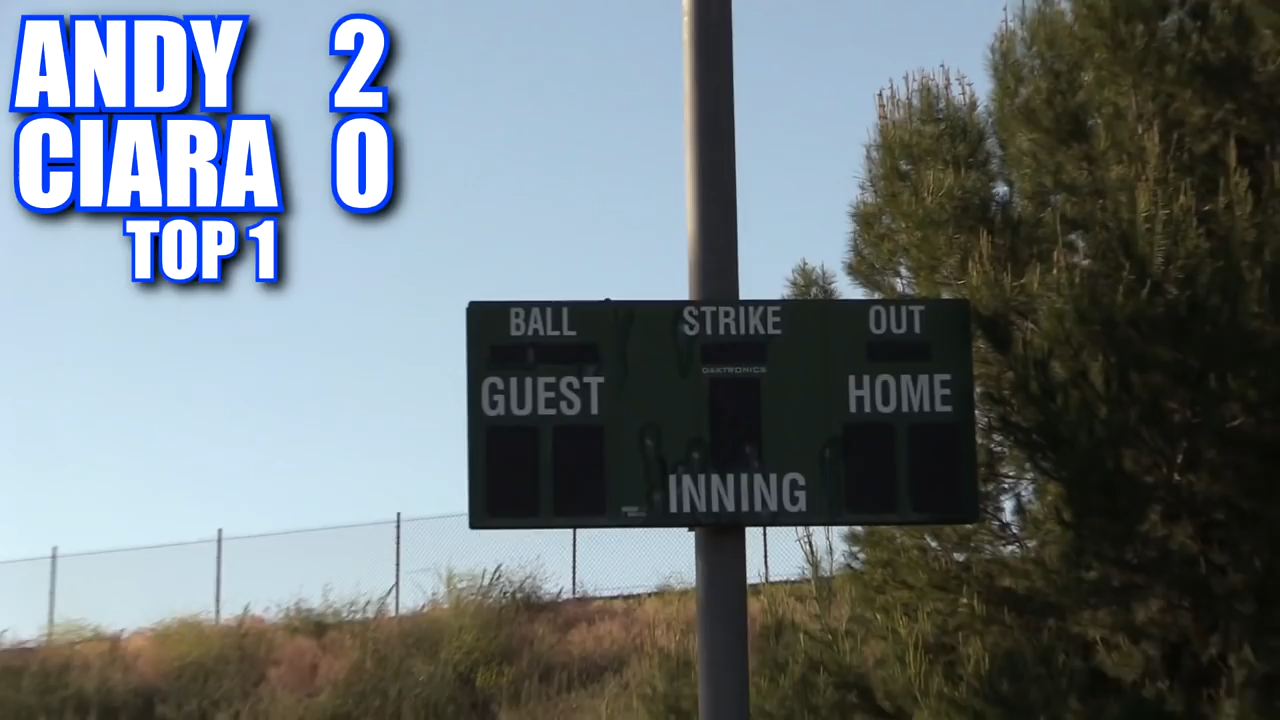 ANDY 2
CIARA 0
TOP 1
BALL STRIKE OUT
DAKTRONICS
GUEST HOME
INNING